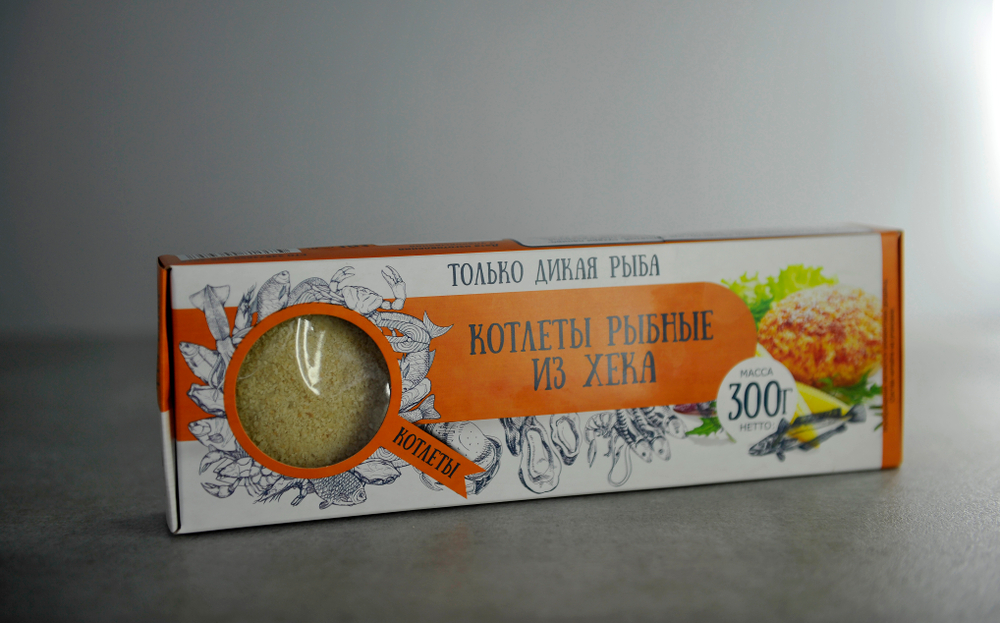 ТОЛЬКО ДИКАЯ РЫБА
КОТЛЕТЫ РЫБНЫЕ
ИЗ ХЕКА
МАССА
300г
НЕТТО
КОТЛЕТЫ